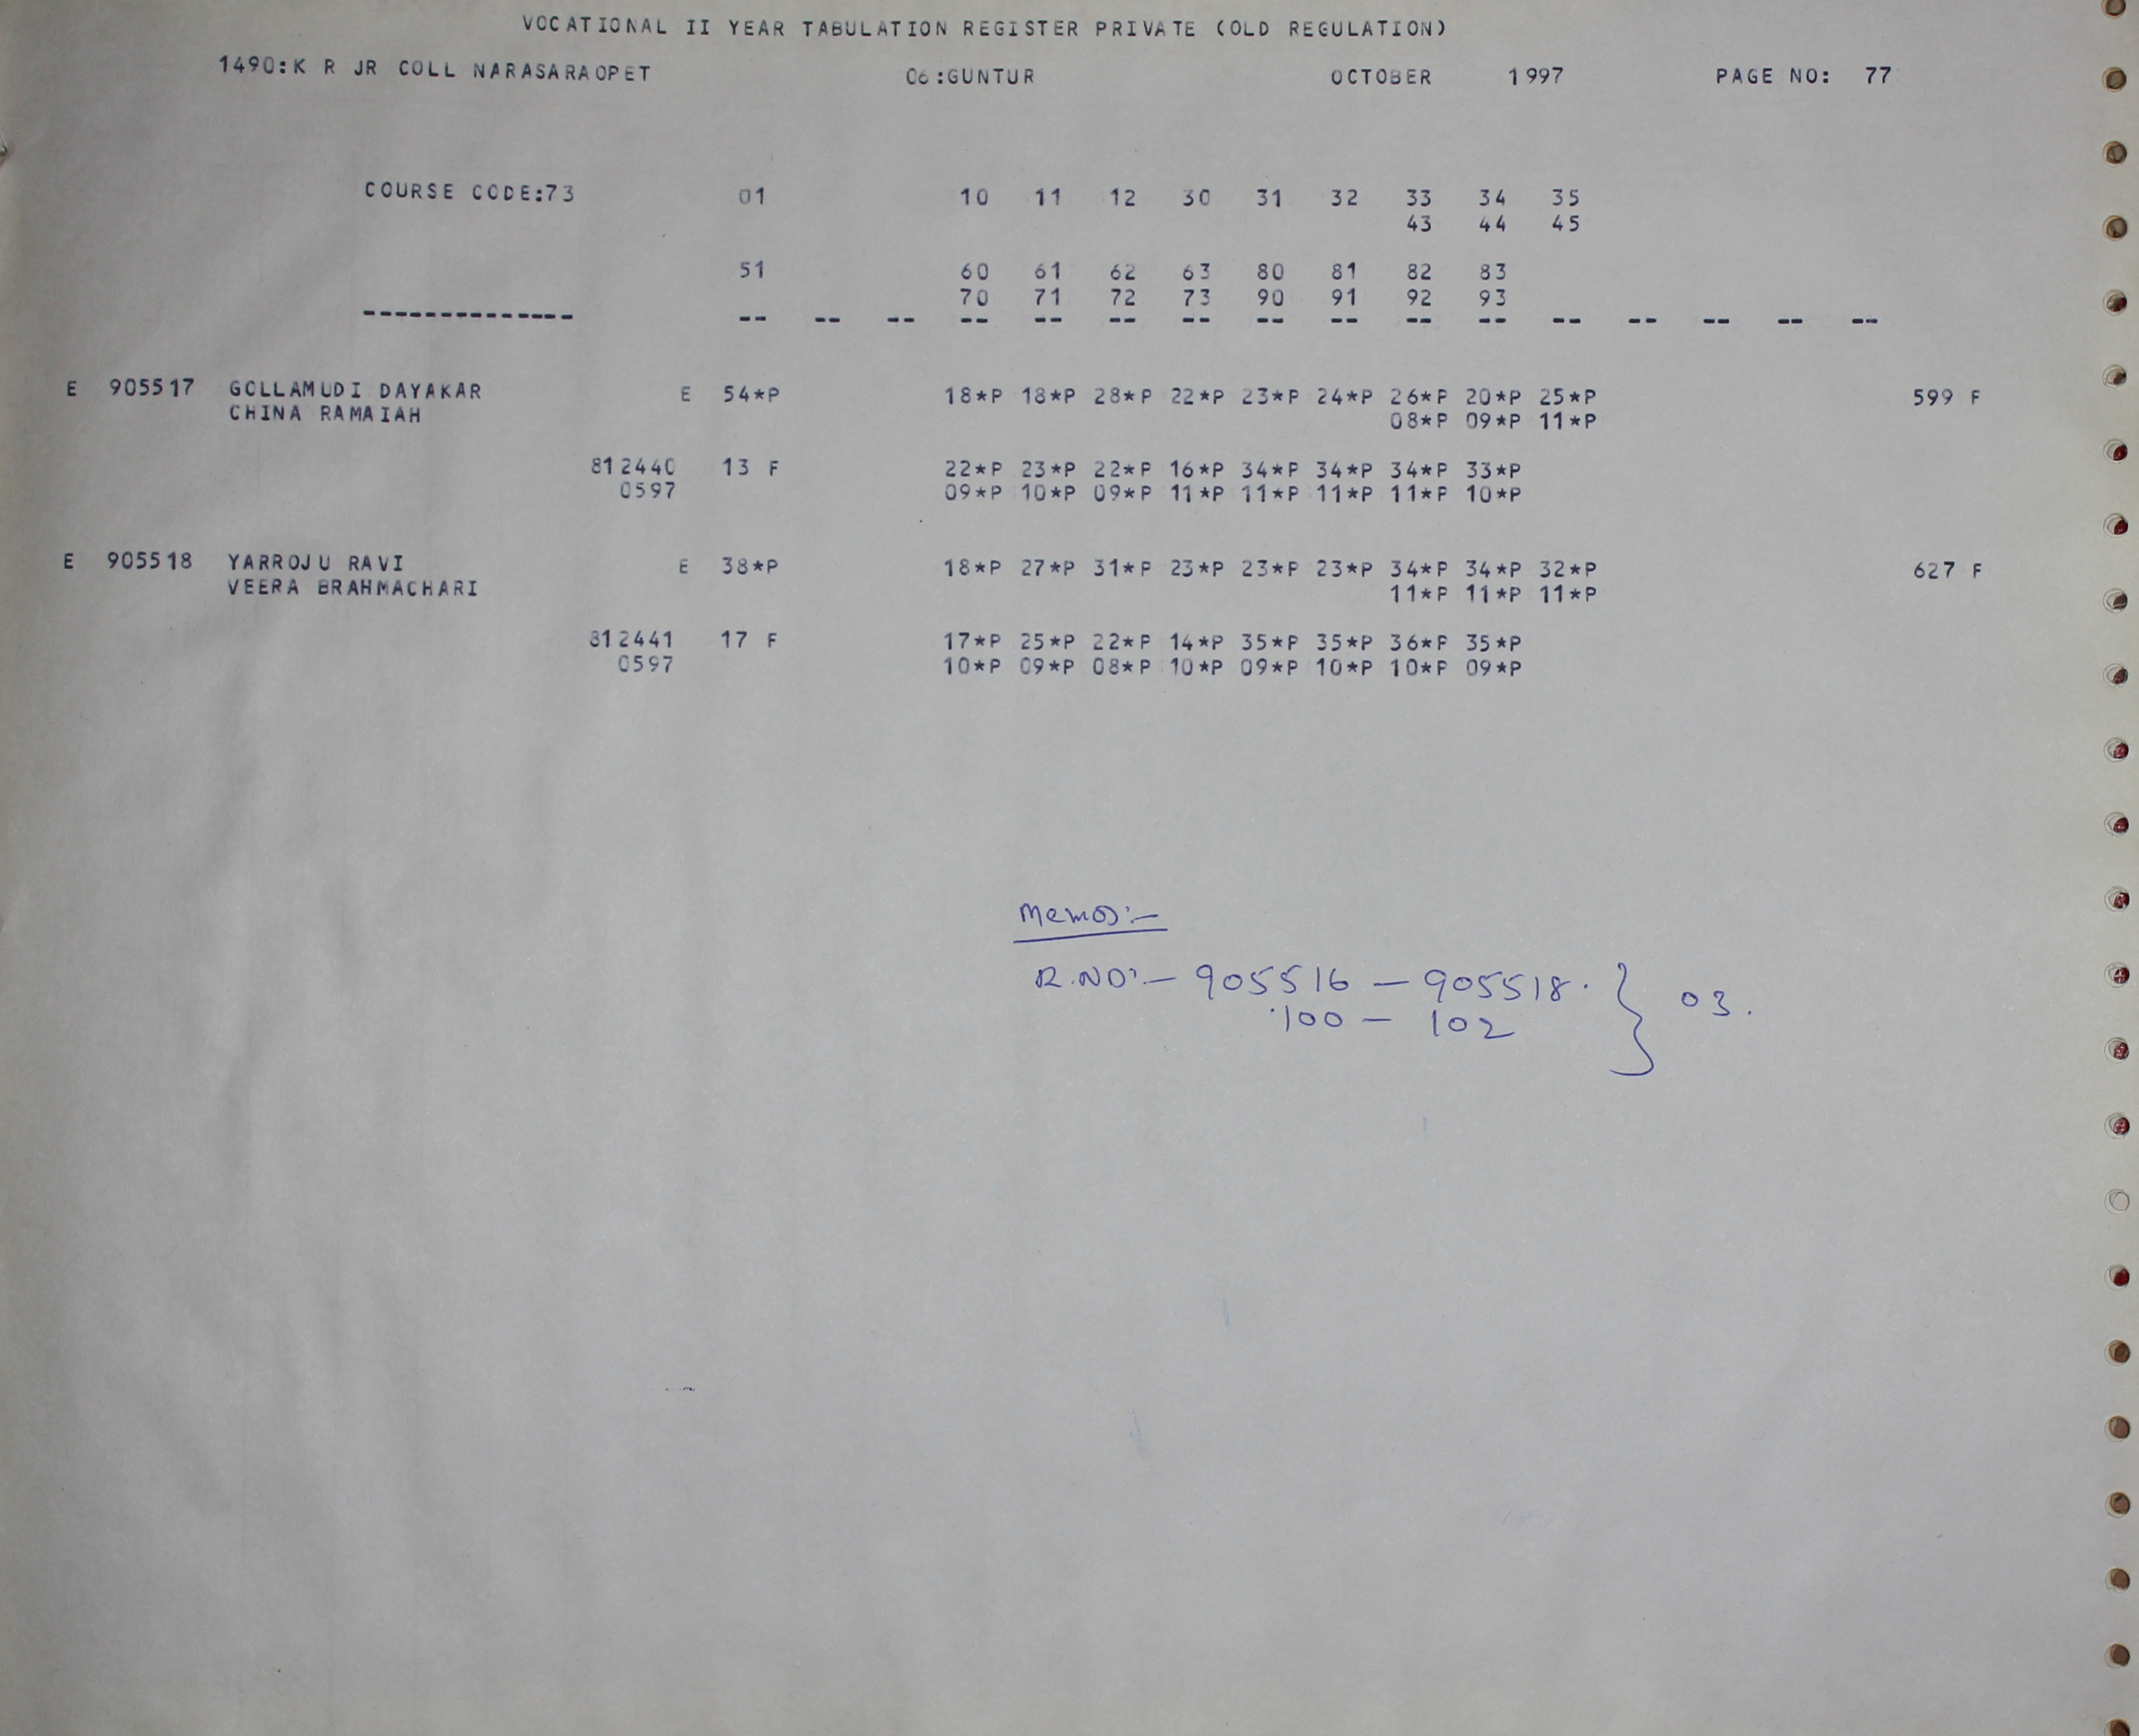 VOCATIONAL II YEAR TABULATION REGISTER PRIVATE (OLD REGULATION)
1490:K R JR COLL NARASARAOPET 06:GUNTUR OCTOBER 1997 PAGE NO: 77
COURSE CODE:73 01 10 11 12 30 31 32 33 34 35
43 44 45
51 60 61 62 63 80 81 82 83
70 71 72 73 90 91 92 93
-------------- -- -- -- -- -- -- -- -- -- -- -- -- -- -- -- --
E 905517 GOLLAMUDI DAYAKAR E 54*P 18*P 18*P 28*P 22*P 23*P 24*P 26*P 20*P 25*P 599 F
CHINA RAMAIAH 08*P 09*P 11*P
812440 13 F 22*P 23*P 22*P 16*P 34*P 34*P 34*P 33*P
0597 09*P 10*P 09*P 11*P 11*P 11*P 11*P 10*P
E 905518 YARROJU RAVI E 38*P 18*P 27*P 31*P 23*P 23*P 23*P 34*P 34*P 32*P 627 F
VEERA BRAHMACHARI 11*P 11*P 11*P
812441 17 F 17*P 25*P 22*P 14*P 35*P 35*P 36*P 35*P
0597 10*P 09*P 08*P 10*P 09*P 10*P 10*P 09*P
Memos:-
R.NO:- 905516 - 905518. } 03.
100 - 102